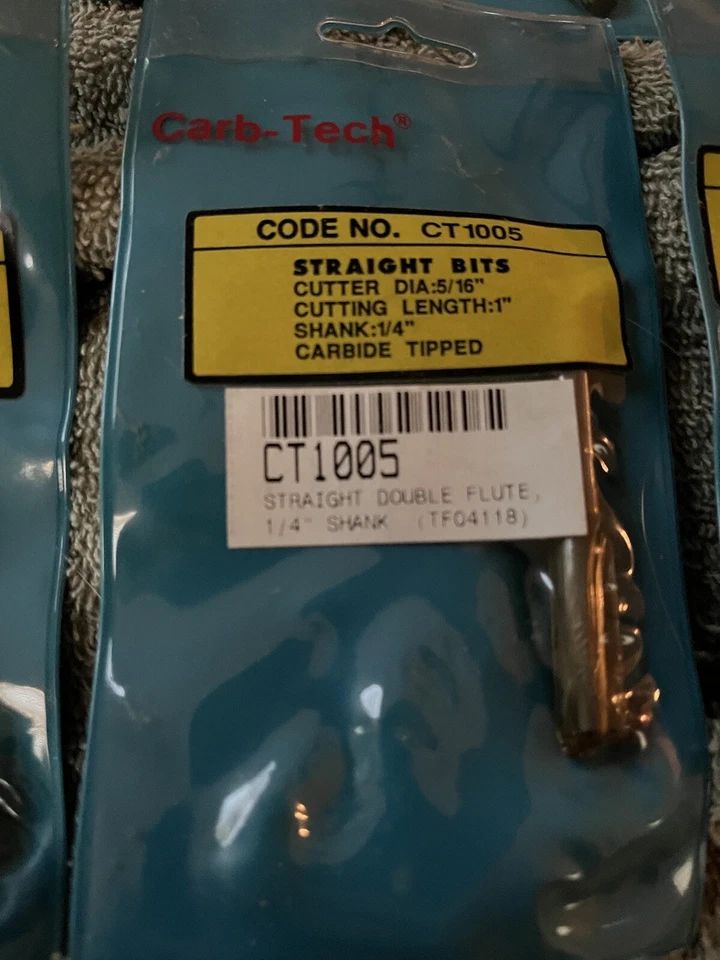 Carb-Tech®
CODE NO. CT1005
STRAIGHT BITS
CUTTER DIA:5/16"
CUTTING LENGTH:1"
SHANK:1/4"
CARBIDE TIPPED
CT1005
STRAIGHT DOUBLE FLUTE,
1/4" SHANK (TF04118)